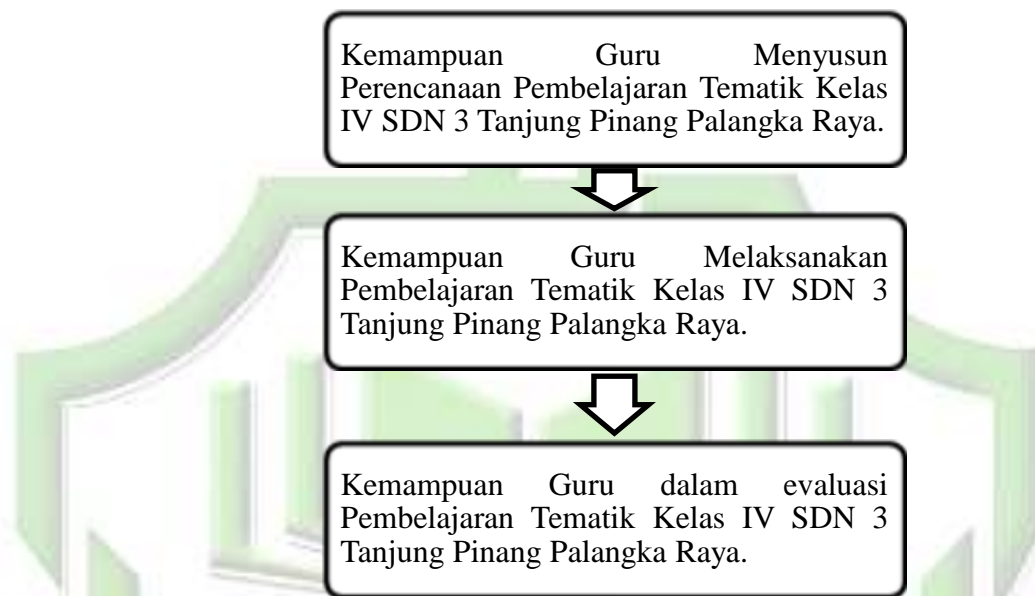 Kemampuan Guru Menyusun
Perencanaan Pembelajaran Tematik Kelas
IV SDN 3 Tanjung Pinang Palangka Raya.
Kemampuan Guru Melaksanakan
Pembelajaran Tematik Kelas IV SDN 3
Tanjung Pinang Palangka Raya.
Kemampuan Guru dalam evaluasi
Pembelajaran Tematik Kelas IV SDN 3
Tanjung Pinang Palangka Raya.